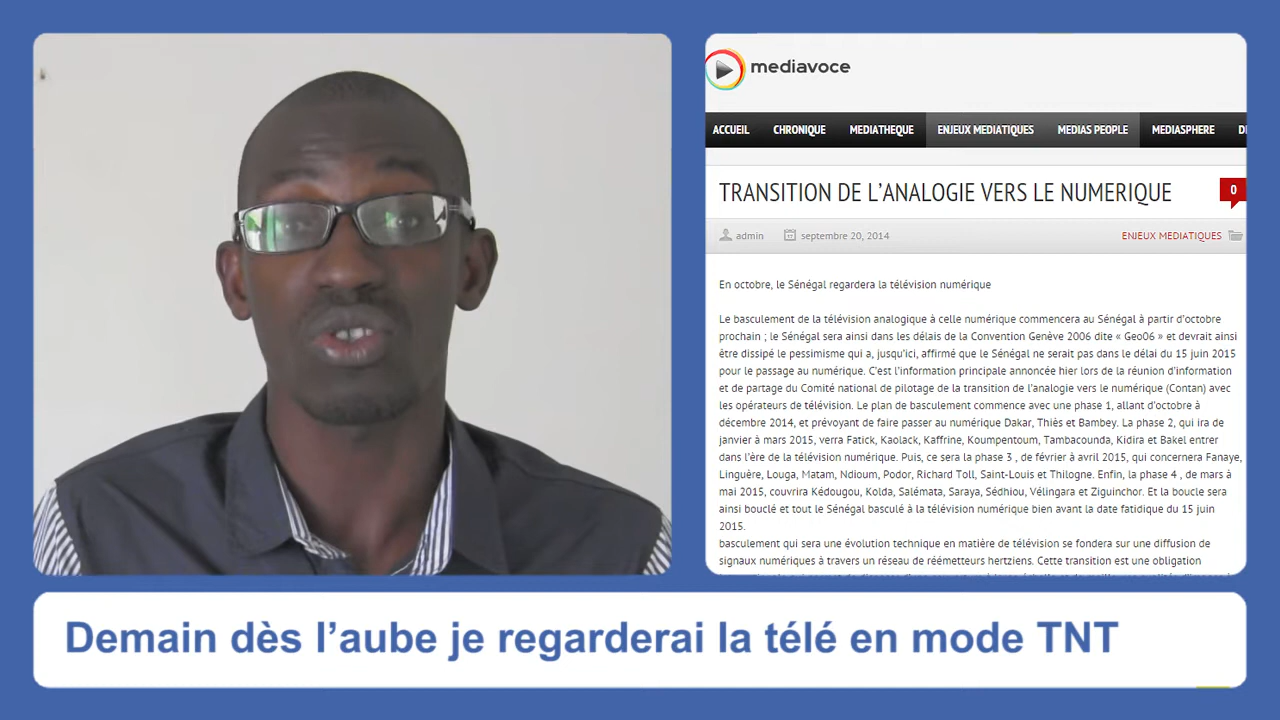 mediavoce
ACCUEIL CHRONIQUE MEDIATHEQUE ENJEUX MEDIATIQUES MEDIAS PEOPLE MEDIASPHERE
TRANSITION DE L'ANALOGIE VERS LE NUMERIQUE
0
admin septembre 20, 2014 ENJEUX MEDIATIQUES
En octobre, le Sénégal regardera la télévision numérique
Le basculement de la télévision analogique à celle numérique commencera au Sénégal à partir d'octobre
prochain ; le Sénégal sera ainsi dans les délais de la Convention Genève 2006 dite « Geo06 » et devrait ainsi
être dissipé le pessimisme qui a, jusqu'ici, affirmé que le Sénégal ne serait pas dans le délai du 15 juin 2015
pour le passage au numérique. C'est l'information principale annoncée hier lors de la réunion d'information
et de partage du Comité national de pilotage de la transition de l'analogie vers le numérique (Contan) avec
les opérateurs de télévision. Le plan de basculement commence avec une phase 1, allant d'octobre à
décembre 2014, et prévoyant de faire passer au numérique Dakar, Thiès et Bambey. La phase 2, qui ira de
janvier à mars 2015, verra Fatick, Kaolack, Kaffrine, Koumpentoum, Tambacounda, Kidira et Bakel entrer
dans l'ère de la télévision numérique. Puis, ce sera la phase 3 , de février à avril 2015, qui concernera Fanaye,
Linguère, Louga, Matam, Ndioum, Podor, Richard Toll, Saint-Louis et Thilogne. Enfin, la phase 4 , de mars à
mai 2015, couvrira Kédougou, Kolda, Salémata, Saraya, Sédhiou, Vélingara et Ziguinchor. Et la boucle sera
ainsi bouclé et tout le Sénégal basculé à la télévision numérique bien avant la date fatidique du 15 juin
2015.
basculement qui sera une évolution technique en matière de télévision se fondera sur une diffusion de
signaux numériques à travers un réseau de réémetteurs hertziens. Cette transition est une obligation
Demain dès l'aube je regarderai la télé en mode TNT